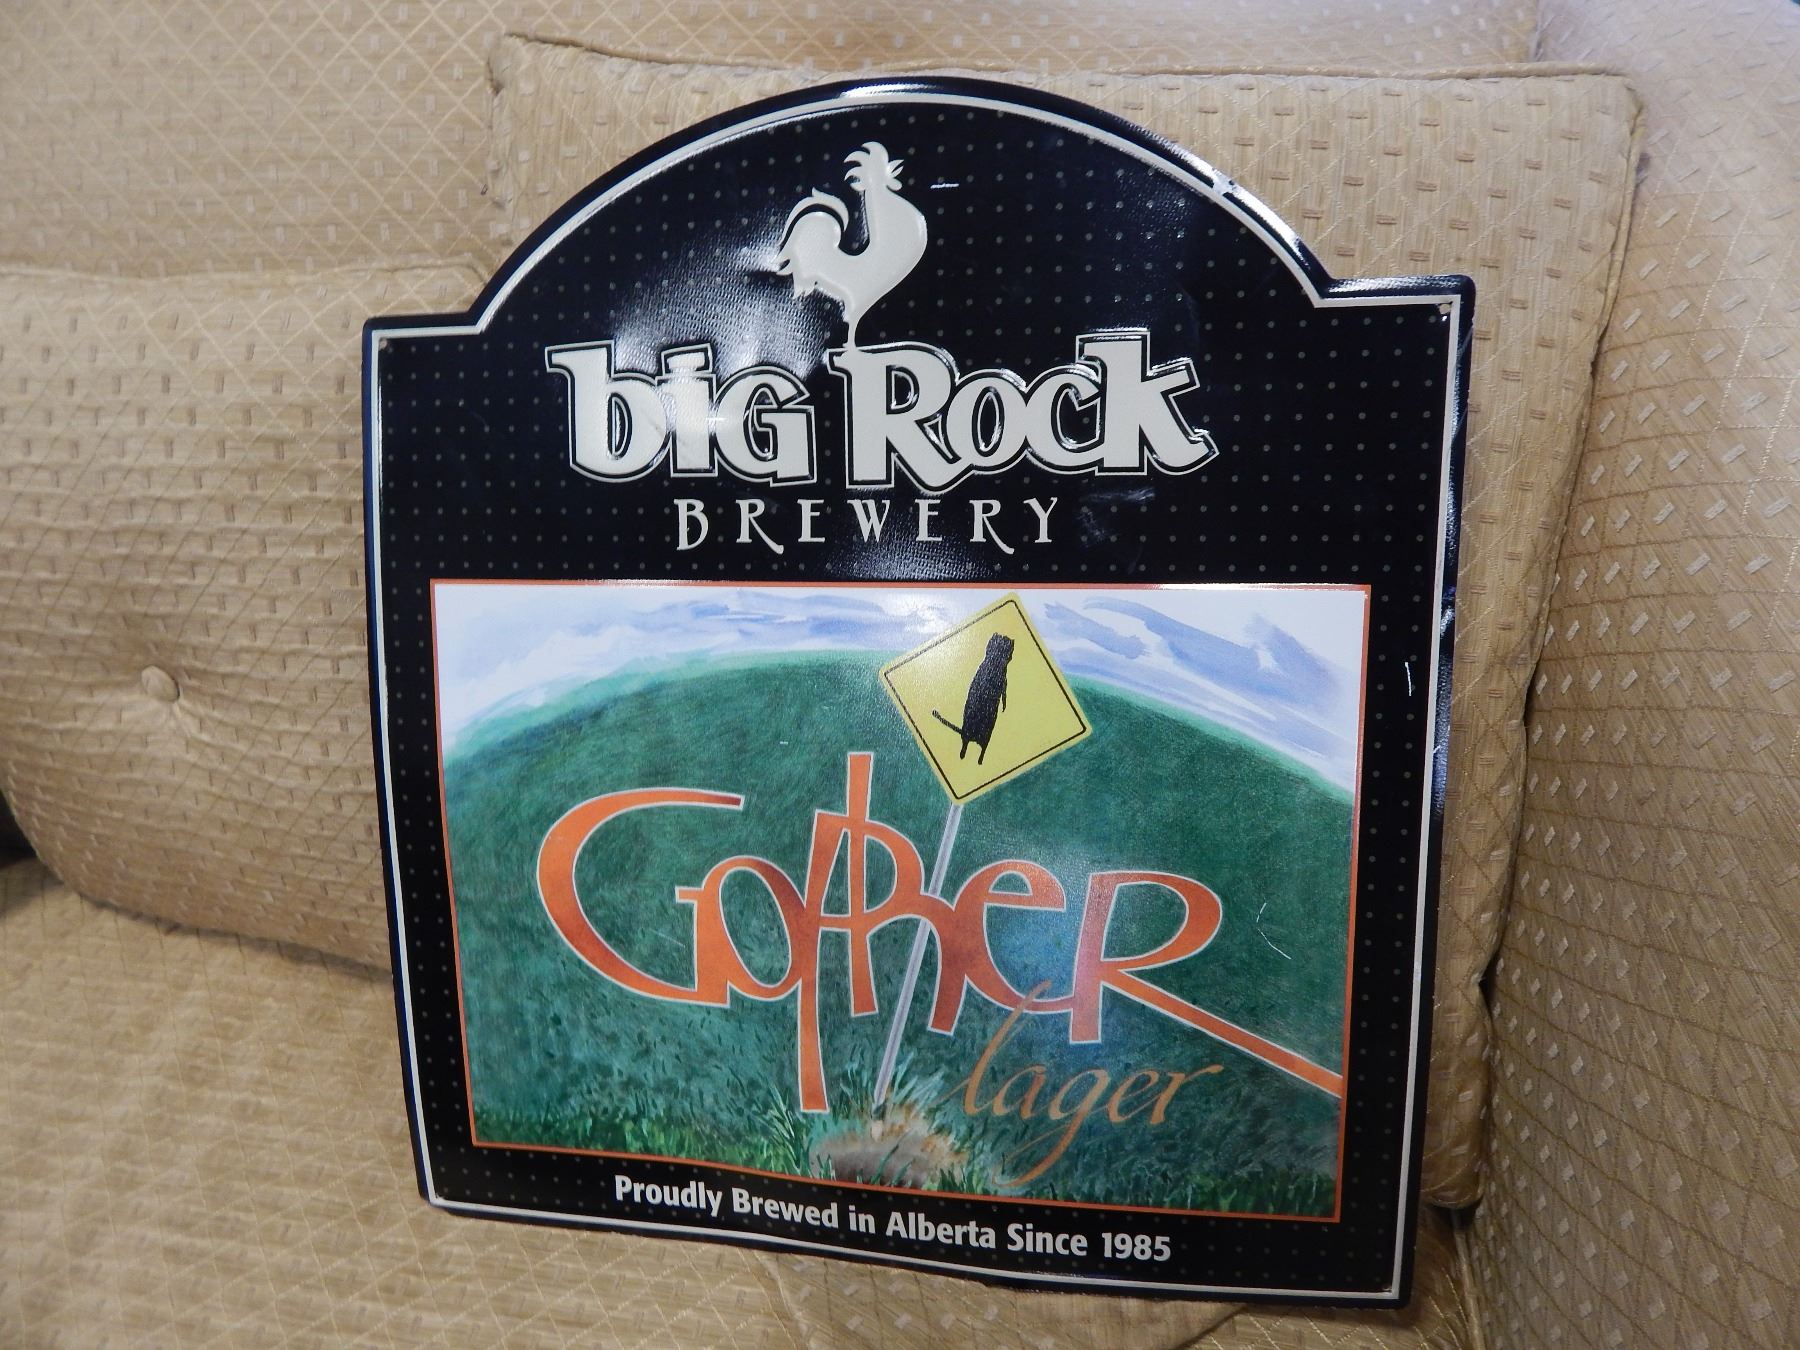 big Rock
BREWERY
GopheR
lager
Proudly Brewed in Alberta Since 1985